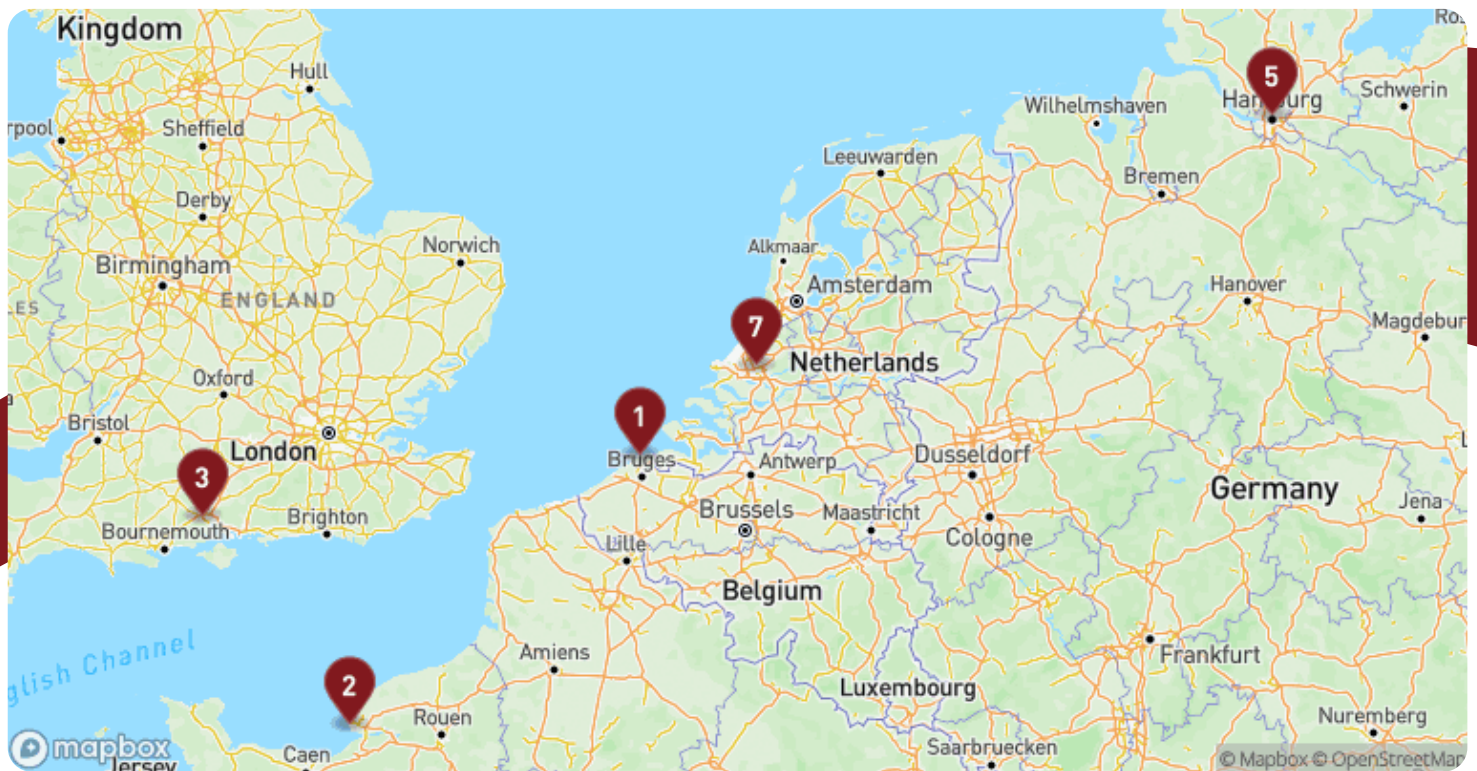 Kingdom
Ros
Hull
5
Schwerin
Hamburg
Wilhelmshaven
rpool
Sheffield
Leeuwarden
Bremen
Derby
Norwich
Alkmaar
Birmingham
ENGLAND
Amsterdam
Hanover
LES
7
Magdebur
Netherlands
Oxford
a
1
Bristol
London
Bruges
Antwerp
Dusseldorf
L
3
Germany
Brussels
Maastricht
Jena
Bournemouth
Brighton
Cologne
Lille
Belgium
glish Channel
Amiens
Frankfurt
2
Luxembourg
Rouen
Nuremberg
mapbox
Caen
Saarbruecken
Jersey
© Mapbox © OpenStreetMap